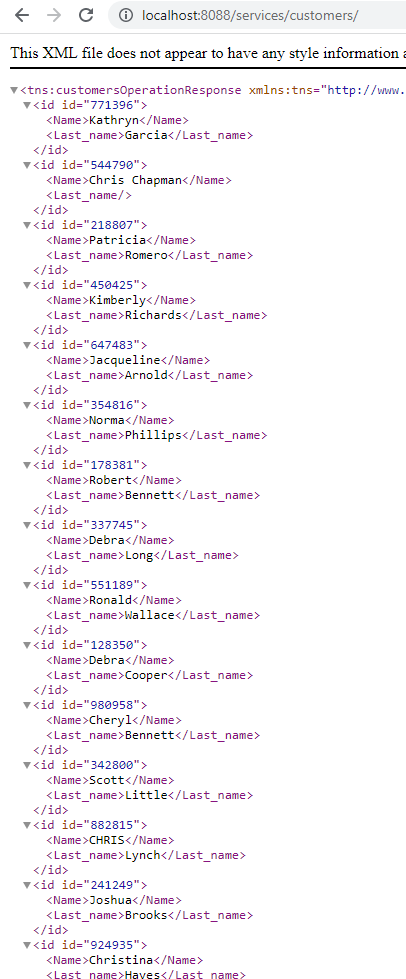 localhost:8088/services/customers/
This XML file does not appear to have any style information a
<tns:customersOperationResponse xmlns:tns="http://www.
<id id="771396">
<Name>Kathryn</Name>
<Last_name>Garcia</Last_name>
</id>
<id id="544790">
<Name>Chris Chapman</Name>
<Last_name/>
</id>
<id id="218807">
<Name>Patricia</Name>
<Last_name>Romero</Last_name>
</id>
<id id="450425">
<Name>Kimberly</Name>
<Last_name>Richards</Last_name>
</id>
<id id="647483">
<Name>Jacqueline</Name>
<Last_name>Arnold</Last_name>
</id>
<id id="354816">
<Name>Norma</Name>
<Last_name>Phillips</Last_name>
</id>
<id id="178381">
<Name>Robert</Name>
<Last_name>Bennett</Last_name>
</id>
<id id="337745">
<Name>Debra</Name>
<Last_name>Long</Last_name>
</id>
<id id="551189">
<Name>Ronald</Name>
<Last_name>Wallace</Last_name>
</id>
<id id="128350">
<Name>Debra</Name>
<Last_name>Cooper</Last_name>
</id>
<id id="980958">
<Name>Cheryl</Name>
<Last_name>Bennett</Last_name>
</id>
<id id="342800">
<Name>Scott</Name>
<Last_name>Little</Last_name>
</id>
<id id="882815">
<Name>CHRIS</Name>
<Last_name>Lynch</Last_name>
</id>
<id id="241249">
<Name>Joshua</Name>
<Last_name>Brooks</Last_name>
</id>
<id id="924935">
<Name>Christina</Name>
<Last_name>Hayes</Last_name>